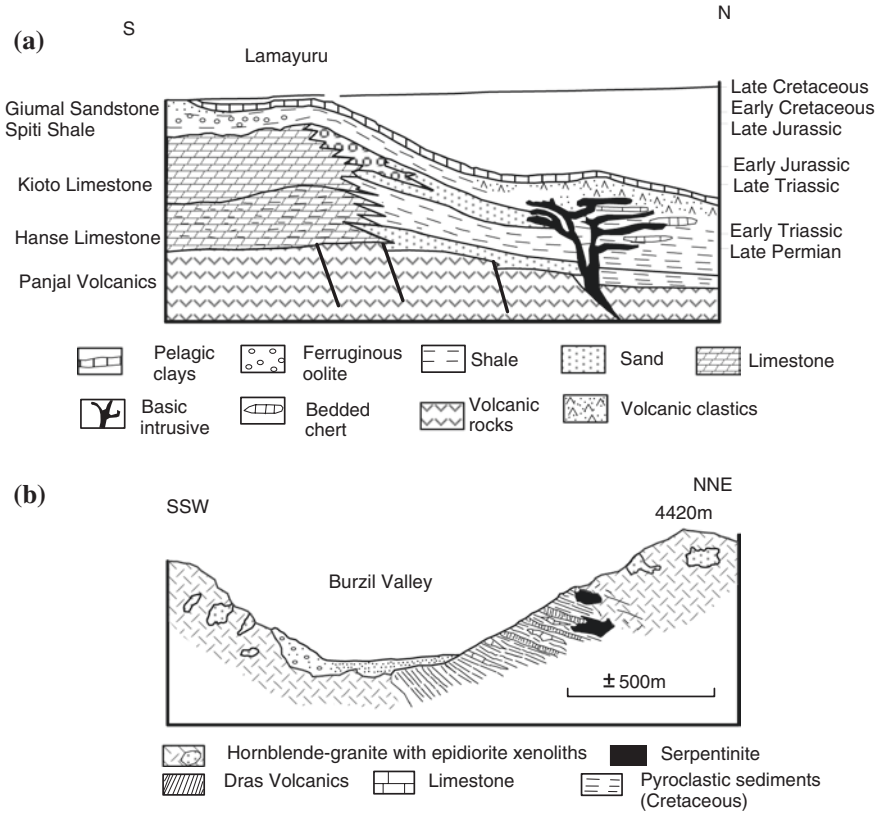 S
N
(a)
Lamayuru
Giumal Sandstone
Spiti Shale
Kioto Limestone
Hanse Limestone
Panjal Volcanics
Late Cretaceous
Early Cretaceous
Late Jurassic
Early Jurassic
Late Triassic
Early Triassic
Late Permian
Pelagic
clays
Ferruginous
oolite
Shale
Sand
Limestone
Basic
intrusive
Bedded
chert
Volcanic
rocks
Volcanic clastics
(b)
SSW
NNE
4420m
Burzil Valley
± 500m
Hornblende-granite with epidiorite xenoliths
Serpentinite
Dras Volcanics
Limestone
Pyroclastic sediments
(Cretaceous)